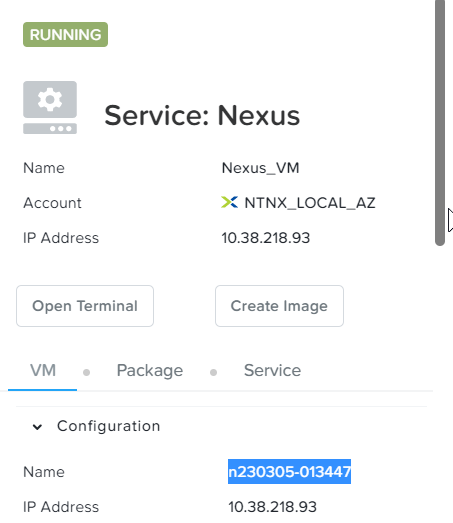 RUNNING
Service: Nexus
Name Nexus_VM
Account NTNX_LOCAL_AZ
IP Address 10.38.218.93
Open Terminal Create Image
VM Package Service
Configuration
Name n230305-013447
IP Address 10.38.218.93